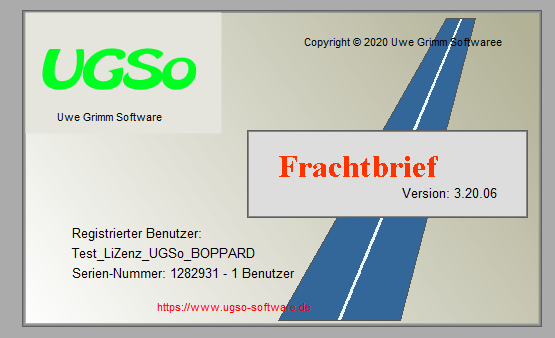 UGSo
Copyright © 2020 Uwe Grimm Softwaree
Uwe Grimm Software
Frachtbrief
Version: 3.20.06
Registrierter Benutzer:
Test_LiZenz_UGSo_BOPPARD
Serien-Nummer: 1282931 - 1 Benutzer
https://www.ugso-software.de